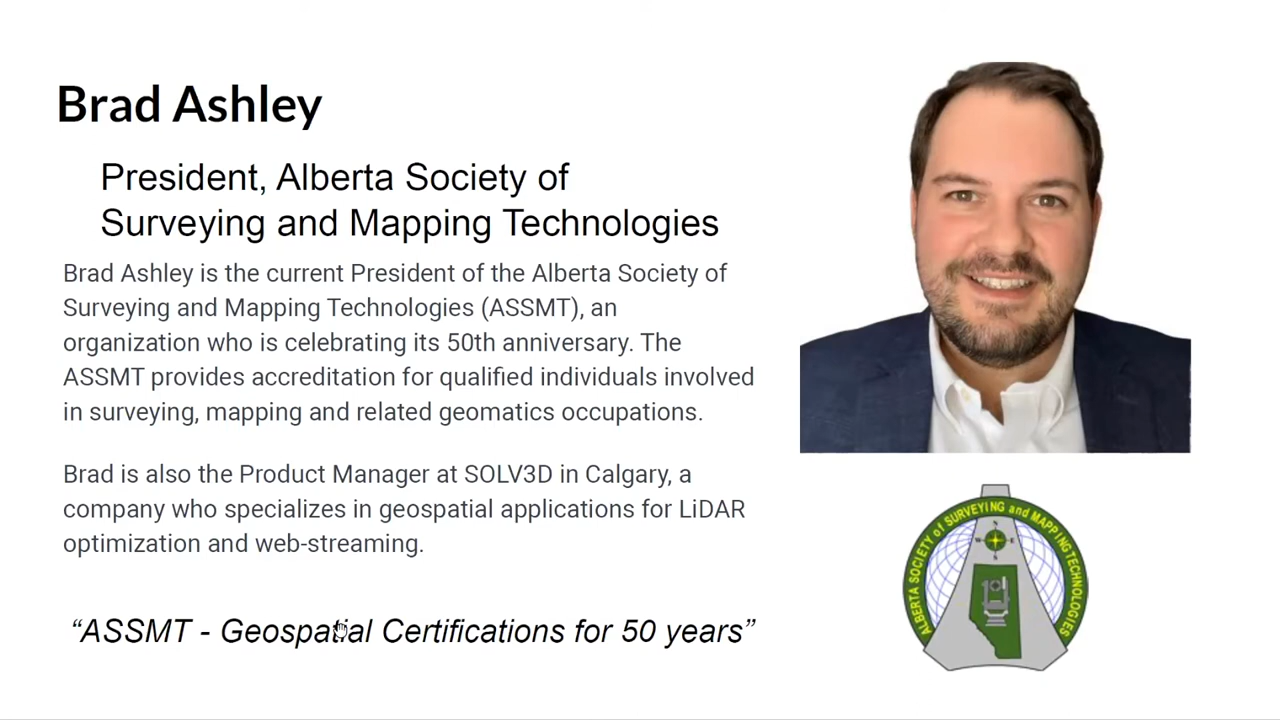 Brad Ashley
President, Alberta Society of
Surveying and Mapping Technologies
Brad Ashley is the current President of the Alberta Society of
Surveying and Mapping Technologies (ASSMT), an
organization who is celebrating its 50th anniversary. The
ASSMT provides accreditation for qualified individuals involved
in surveying, mapping and related geomatics occupations.
Brad is also the Product Manager at SOLV3D in Calgary, a
company who specializes in geospatial applications for LiDAR
optimization and web-streaming.
“ASSMT - Geospatial Certifications for 50 years”
ALBERTA SOCIETY of SURVEYING and MAPPING TECHNOLOGIES
N
W E
S